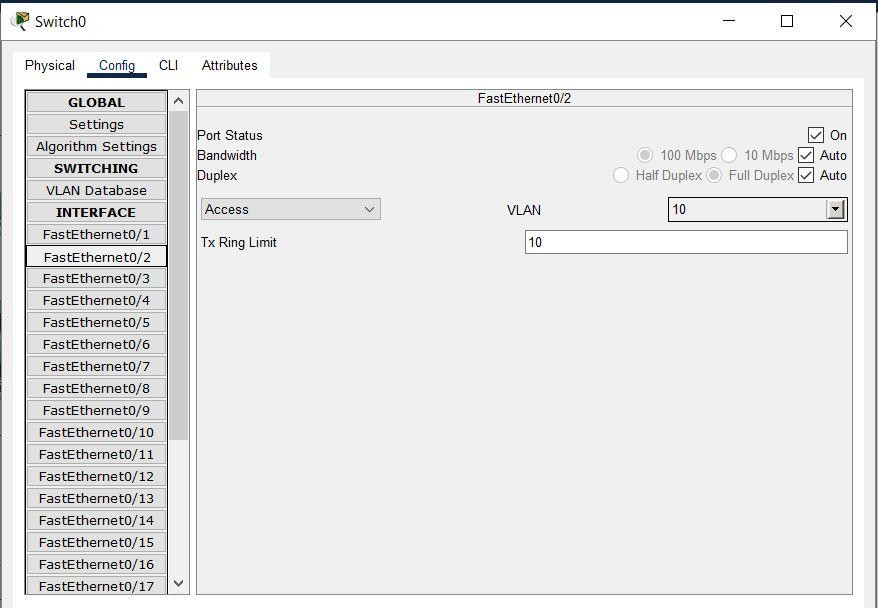 Switch0
Physical Config CLI Attributes
GLOBAL
Settings
Algorithm Settings
SWITCHING
VLAN Database
INTERFACE
FastEthernet0/1
FastEthernet0/2
FastEthernet0/3
FastEthernet0/4
FastEthernet0/5
FastEthernet0/6
FastEthernet0/7
FastEthernet0/8
FastEthernet0/9
FastEthernet0/10
FastEthernet0/11
FastEthernet0/12
FastEthernet0/13
FastEthernet0/14
FastEthernet0/15
FastEthernet0/16
FastEthernet0/17
FastEthernet0/2
Port Status On
Bandwidth 100 Mbps 10 Mbps Auto
Duplex Half Duplex Full Duplex Auto
Access VLAN 10
Tx Ring Limit 10